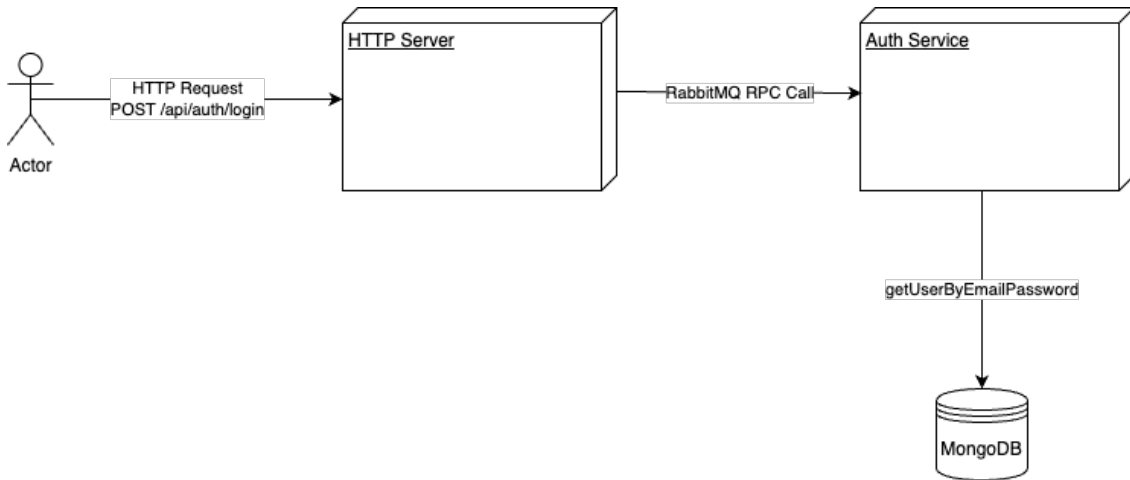 HTTP Server
Auth Service
HTTP Request
POST /api/auth/login
RabbitMQ RPC Call
Actor
getUserByEmailPassword
MongoDB